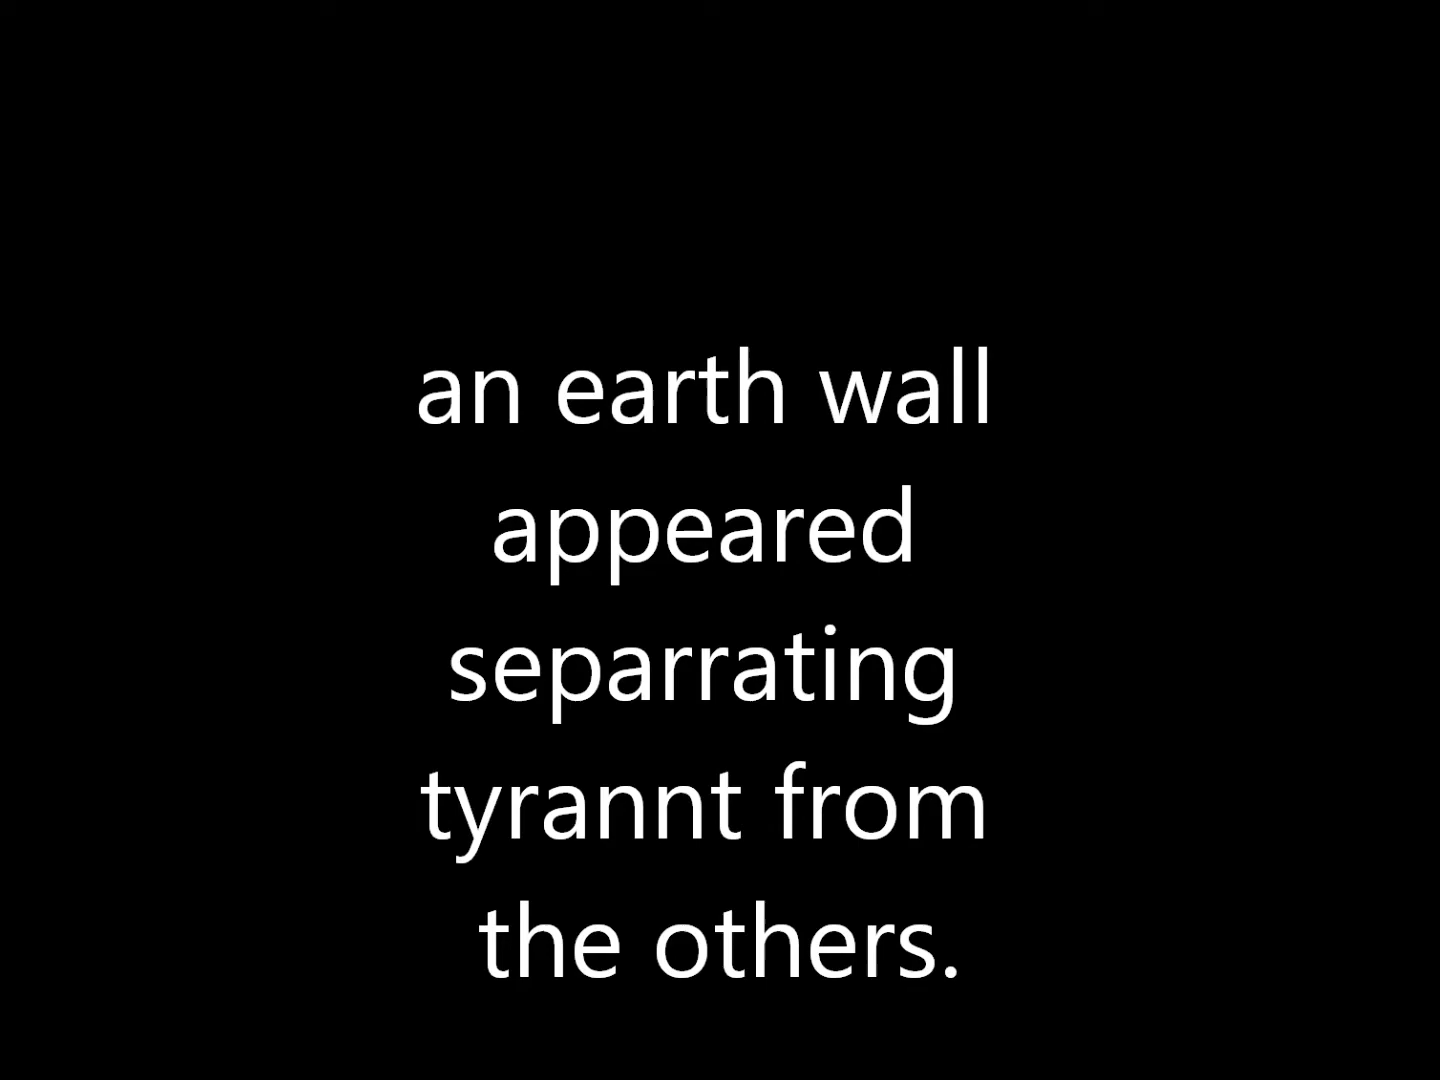 an earth wall
appeared
separrating
tyrannt from
the others.